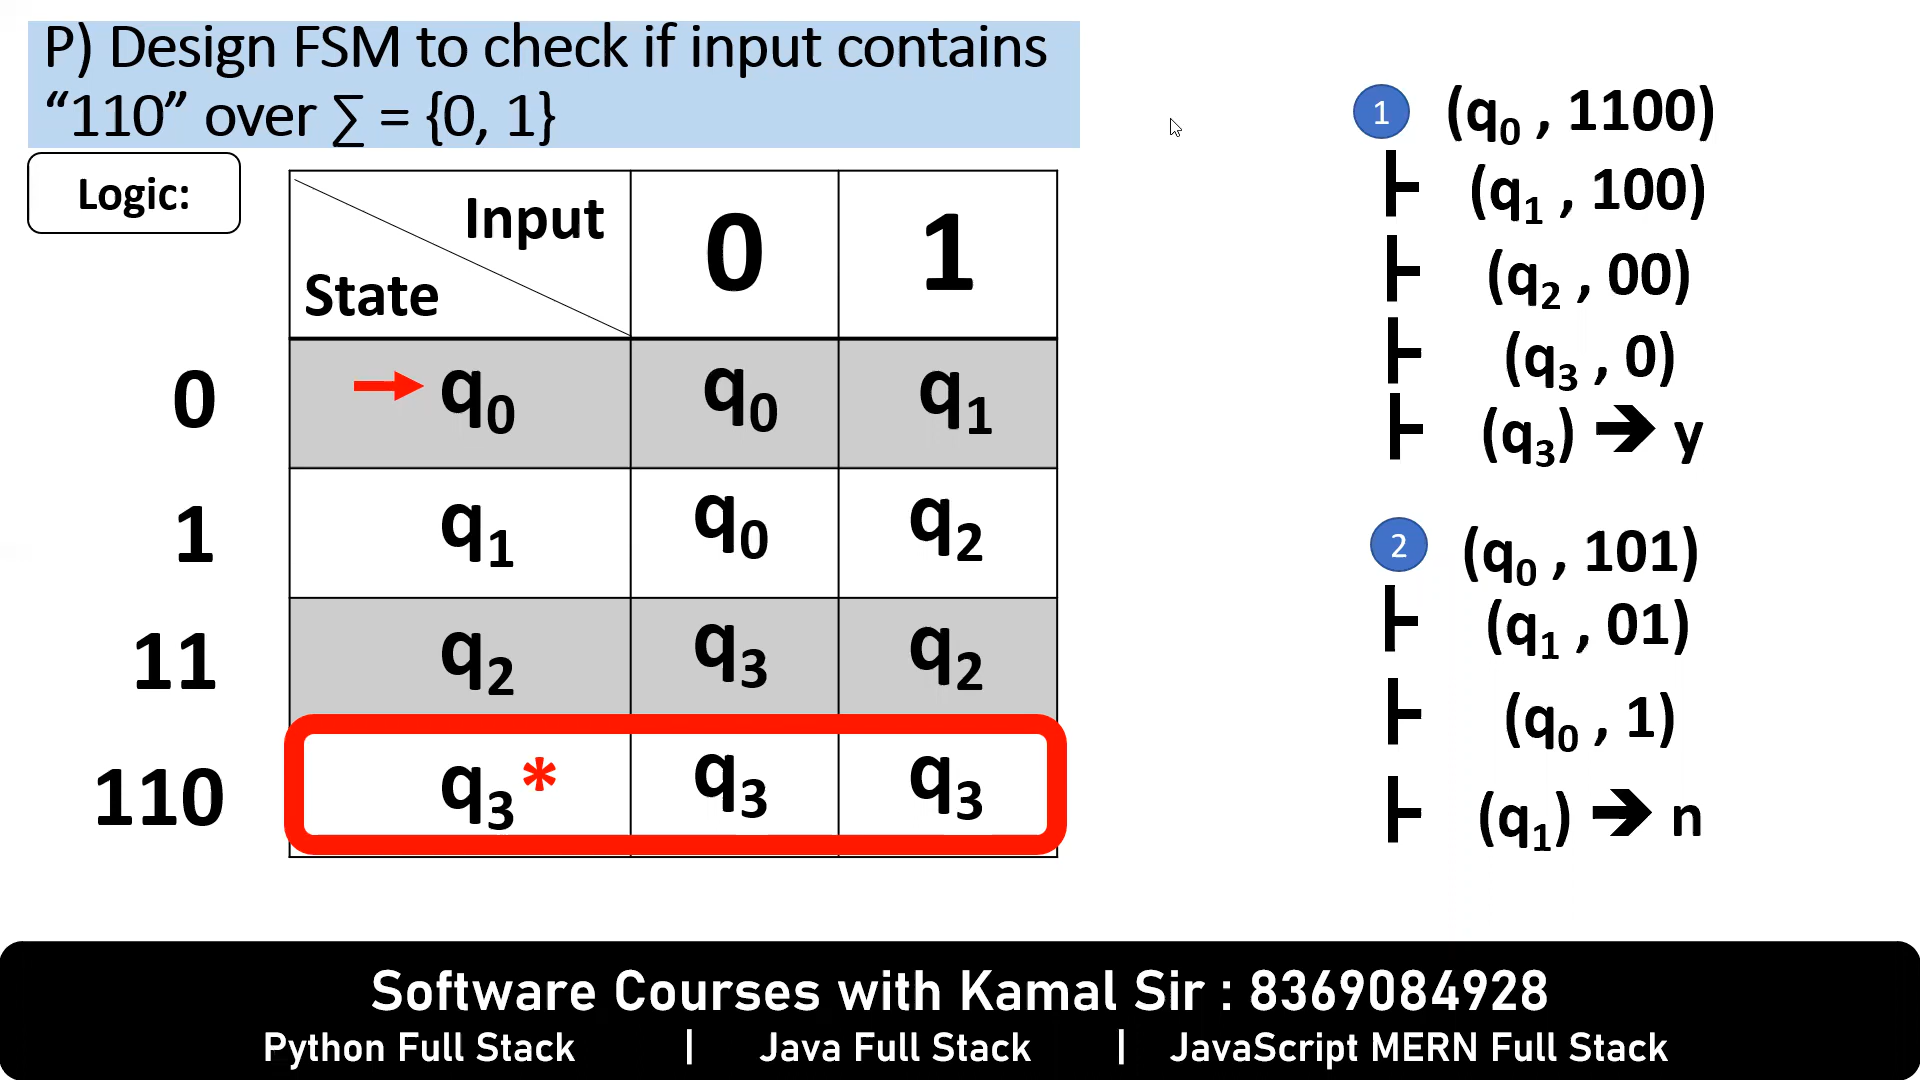 P) Design FSM to check if input contains
“110” over ∑ = {0, 1}
Logic:
Input 0 1
State
0 q0 q0 q1
1 q1 q0 q2
11 q2 q3 q2
110 q3* q3 q3
1 (q0 , 1100)
⊢ (q1 , 100)
⊢ (q2 , 00)
⊢ (q3 , 0)
⊢ (q3) ➔ y
2 (q0 , 101)
⊢ (q1 , 01)
⊢ (q0 , 1)
⊢ (q1) ➔ n
Software Courses with Kamal Sir : 8369084928
Python Full Stack | Java Full Stack | JavaScript MERN Full Stack